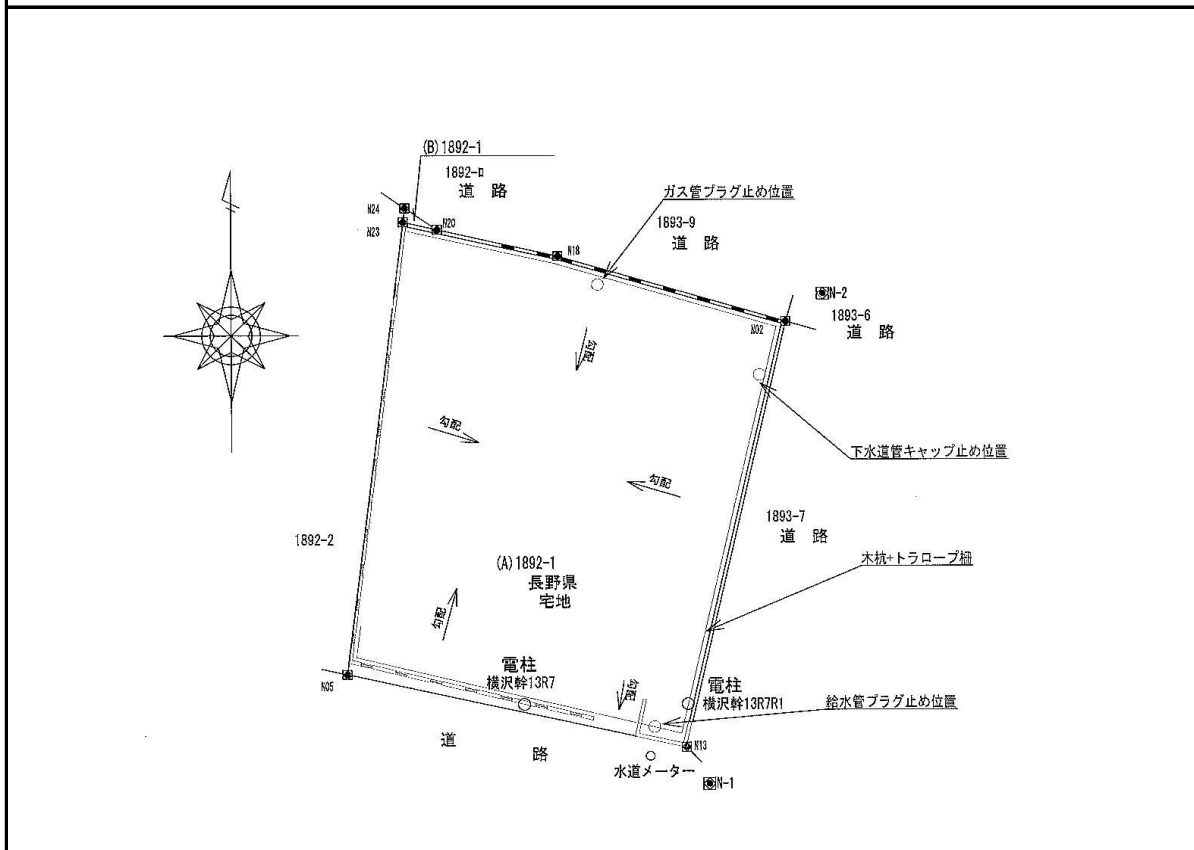 (B)1892-1
1892-ロ
道 路
ガス管プラグ止め位置
N24
N20
1893-9
道 路
N23
N18
N-2
1893-6
道 路
N02
勾配
勾配
下水道管キャップ止め位置
勾配
1893-7
道 路
1892-2
(A)1892-1
長野県
宅地
木杭+トラロープ柵
勾配
電柱
横沢幹13R7
勾配
電柱
横沢幹13R7R1
給水管プラグ止め位置
N05
道 路
N13
水道メーター
N-1